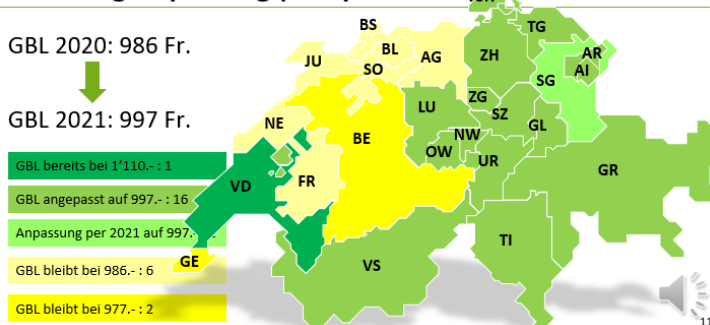 GBL 2020: 986 Fr.
GBL 2021: 997 Fr.
GBL bereits bei 1'110.- : 1
GBL angepasst auf 997.- : 16
Anpassung per 2021 auf 997.
GBL bleibt bei 986.- : 6
GBL bleibt bei 977.- : 2
BS
TG
BL
JU
SO
AG
ZH
AR
AI
SG
ZG
LU
SZ
NE
BE
NW
GL
OW
UR
GR
FR
VD
GE
VS
TI
11